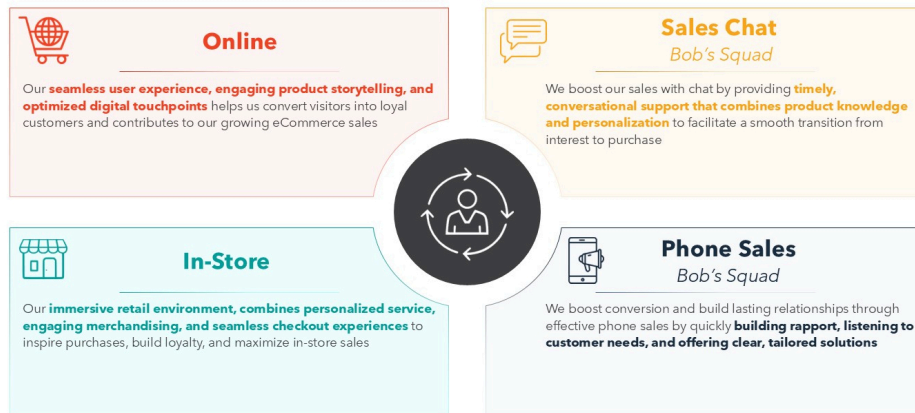 Online
Our seamless user experience, engaging product storytelling, and
optimized digital touchpoints helps us convert visitors into loyal
customers and contributes to our growing eCommerce sales
Sales Chat
Bob's Squad
We boost our sales with chat by providing timely,
conversational support that combines product knowledge
and personalization to facilitate a smooth transition from
interest to purchase
In-Store
Our immersive retail environment, combines personalized service,
engaging merchandising, and seamless checkout experiences to
inspire purchases, build loyalty, and maximize in-store sales
Phone Sales
Bob's Squad
We boost conversion and build lasting relationships through
effective phone sales by quickly building rapport, listening to
customer needs, and offering clear, tailored solutions